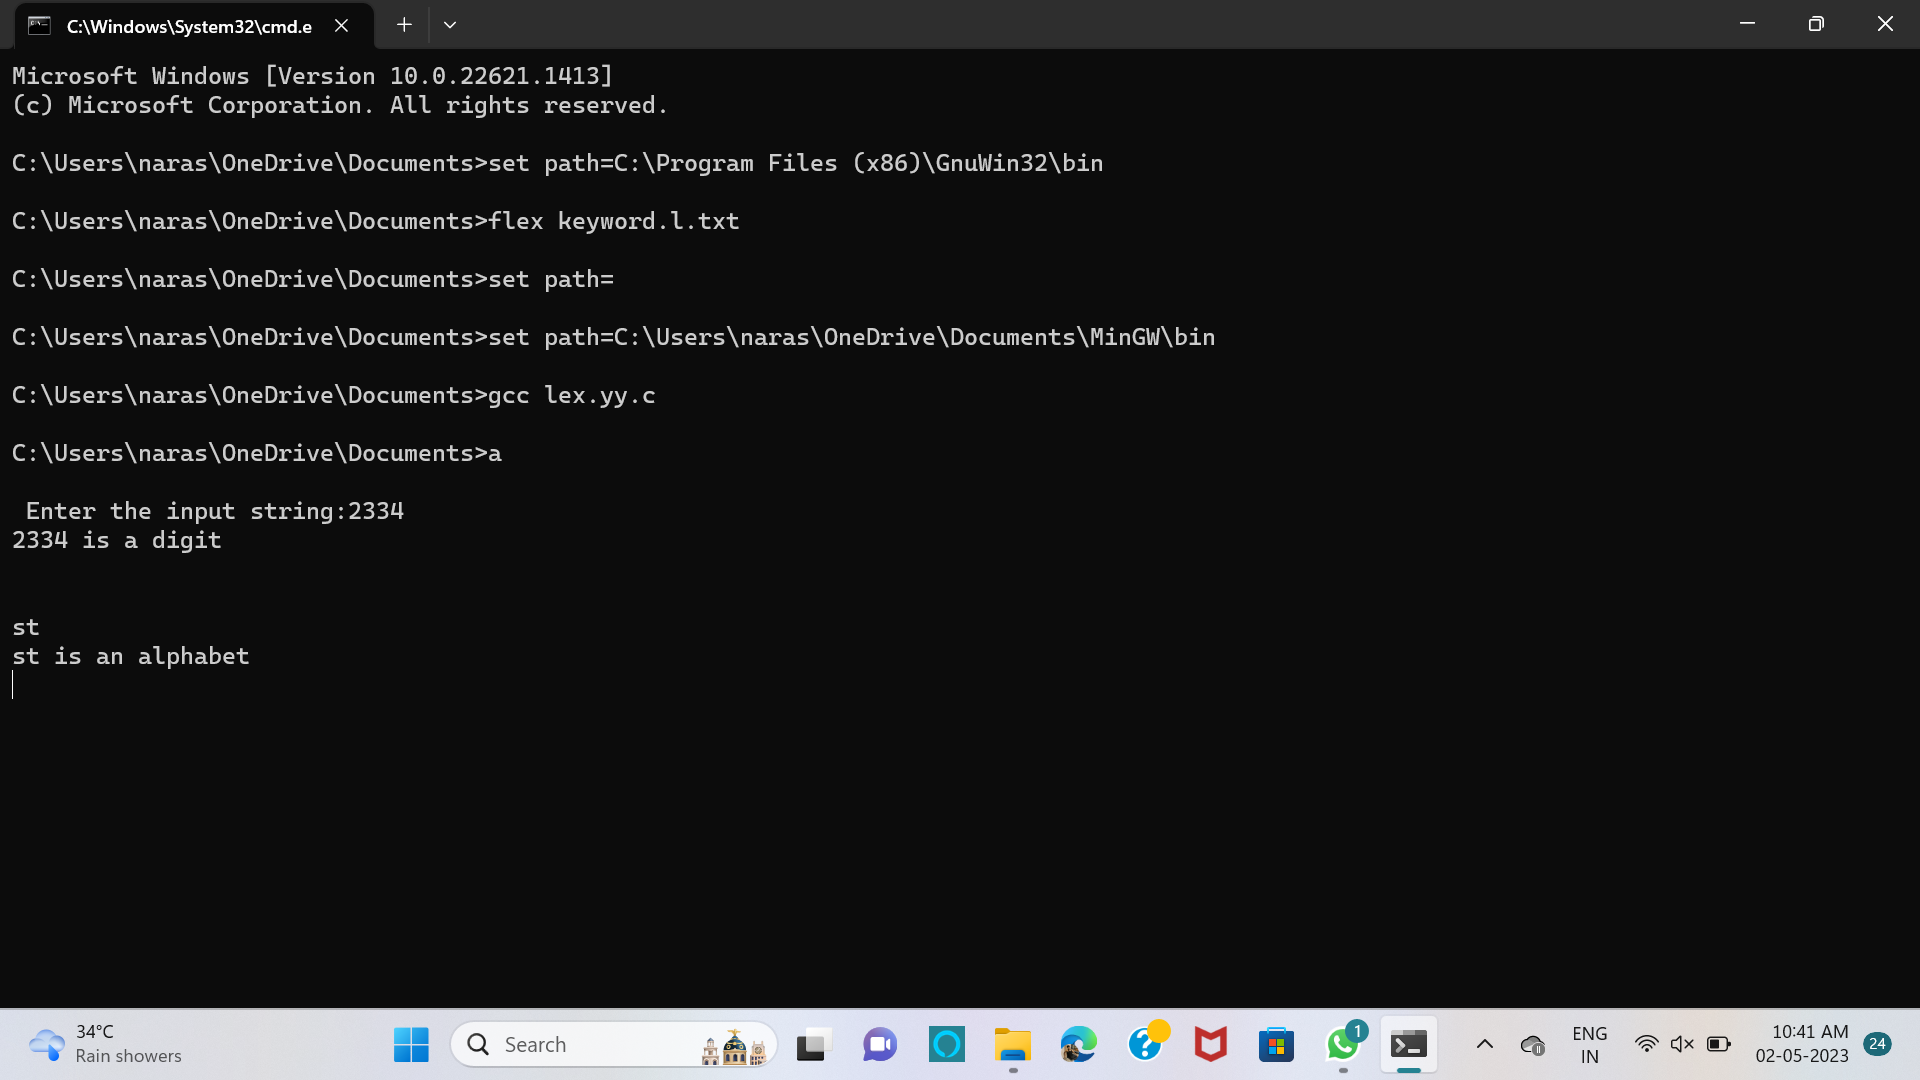 C:\Windows\System32\cmd.e
Microsoft Windows [Version 10.0.22621.1413]
(c) Microsoft Corporation. All rights reserved.
C:\Users\naras\OneDrive\Documents>set path=C:\Program Files (x86)\GnuWin32\bin
C:\Users\naras\OneDrive\Documents>flex keyword.l.txt
C:\Users\naras\OneDrive\Documents>set path=
C:\Users\naras\OneDrive\Documents>set path=C:\Users\naras\OneDrive\Documents\MinGW\bin
C:\Users\naras\OneDrive\Documents>gcc lex.yy.c
C:\Users\naras\OneDrive\Documents>a
Enter the input string:2334
2334 is a digit
st
st is an alphabet
34°C
Rain showers
Search
1
ENG
IN
10:41 AM
02-05-2023
24